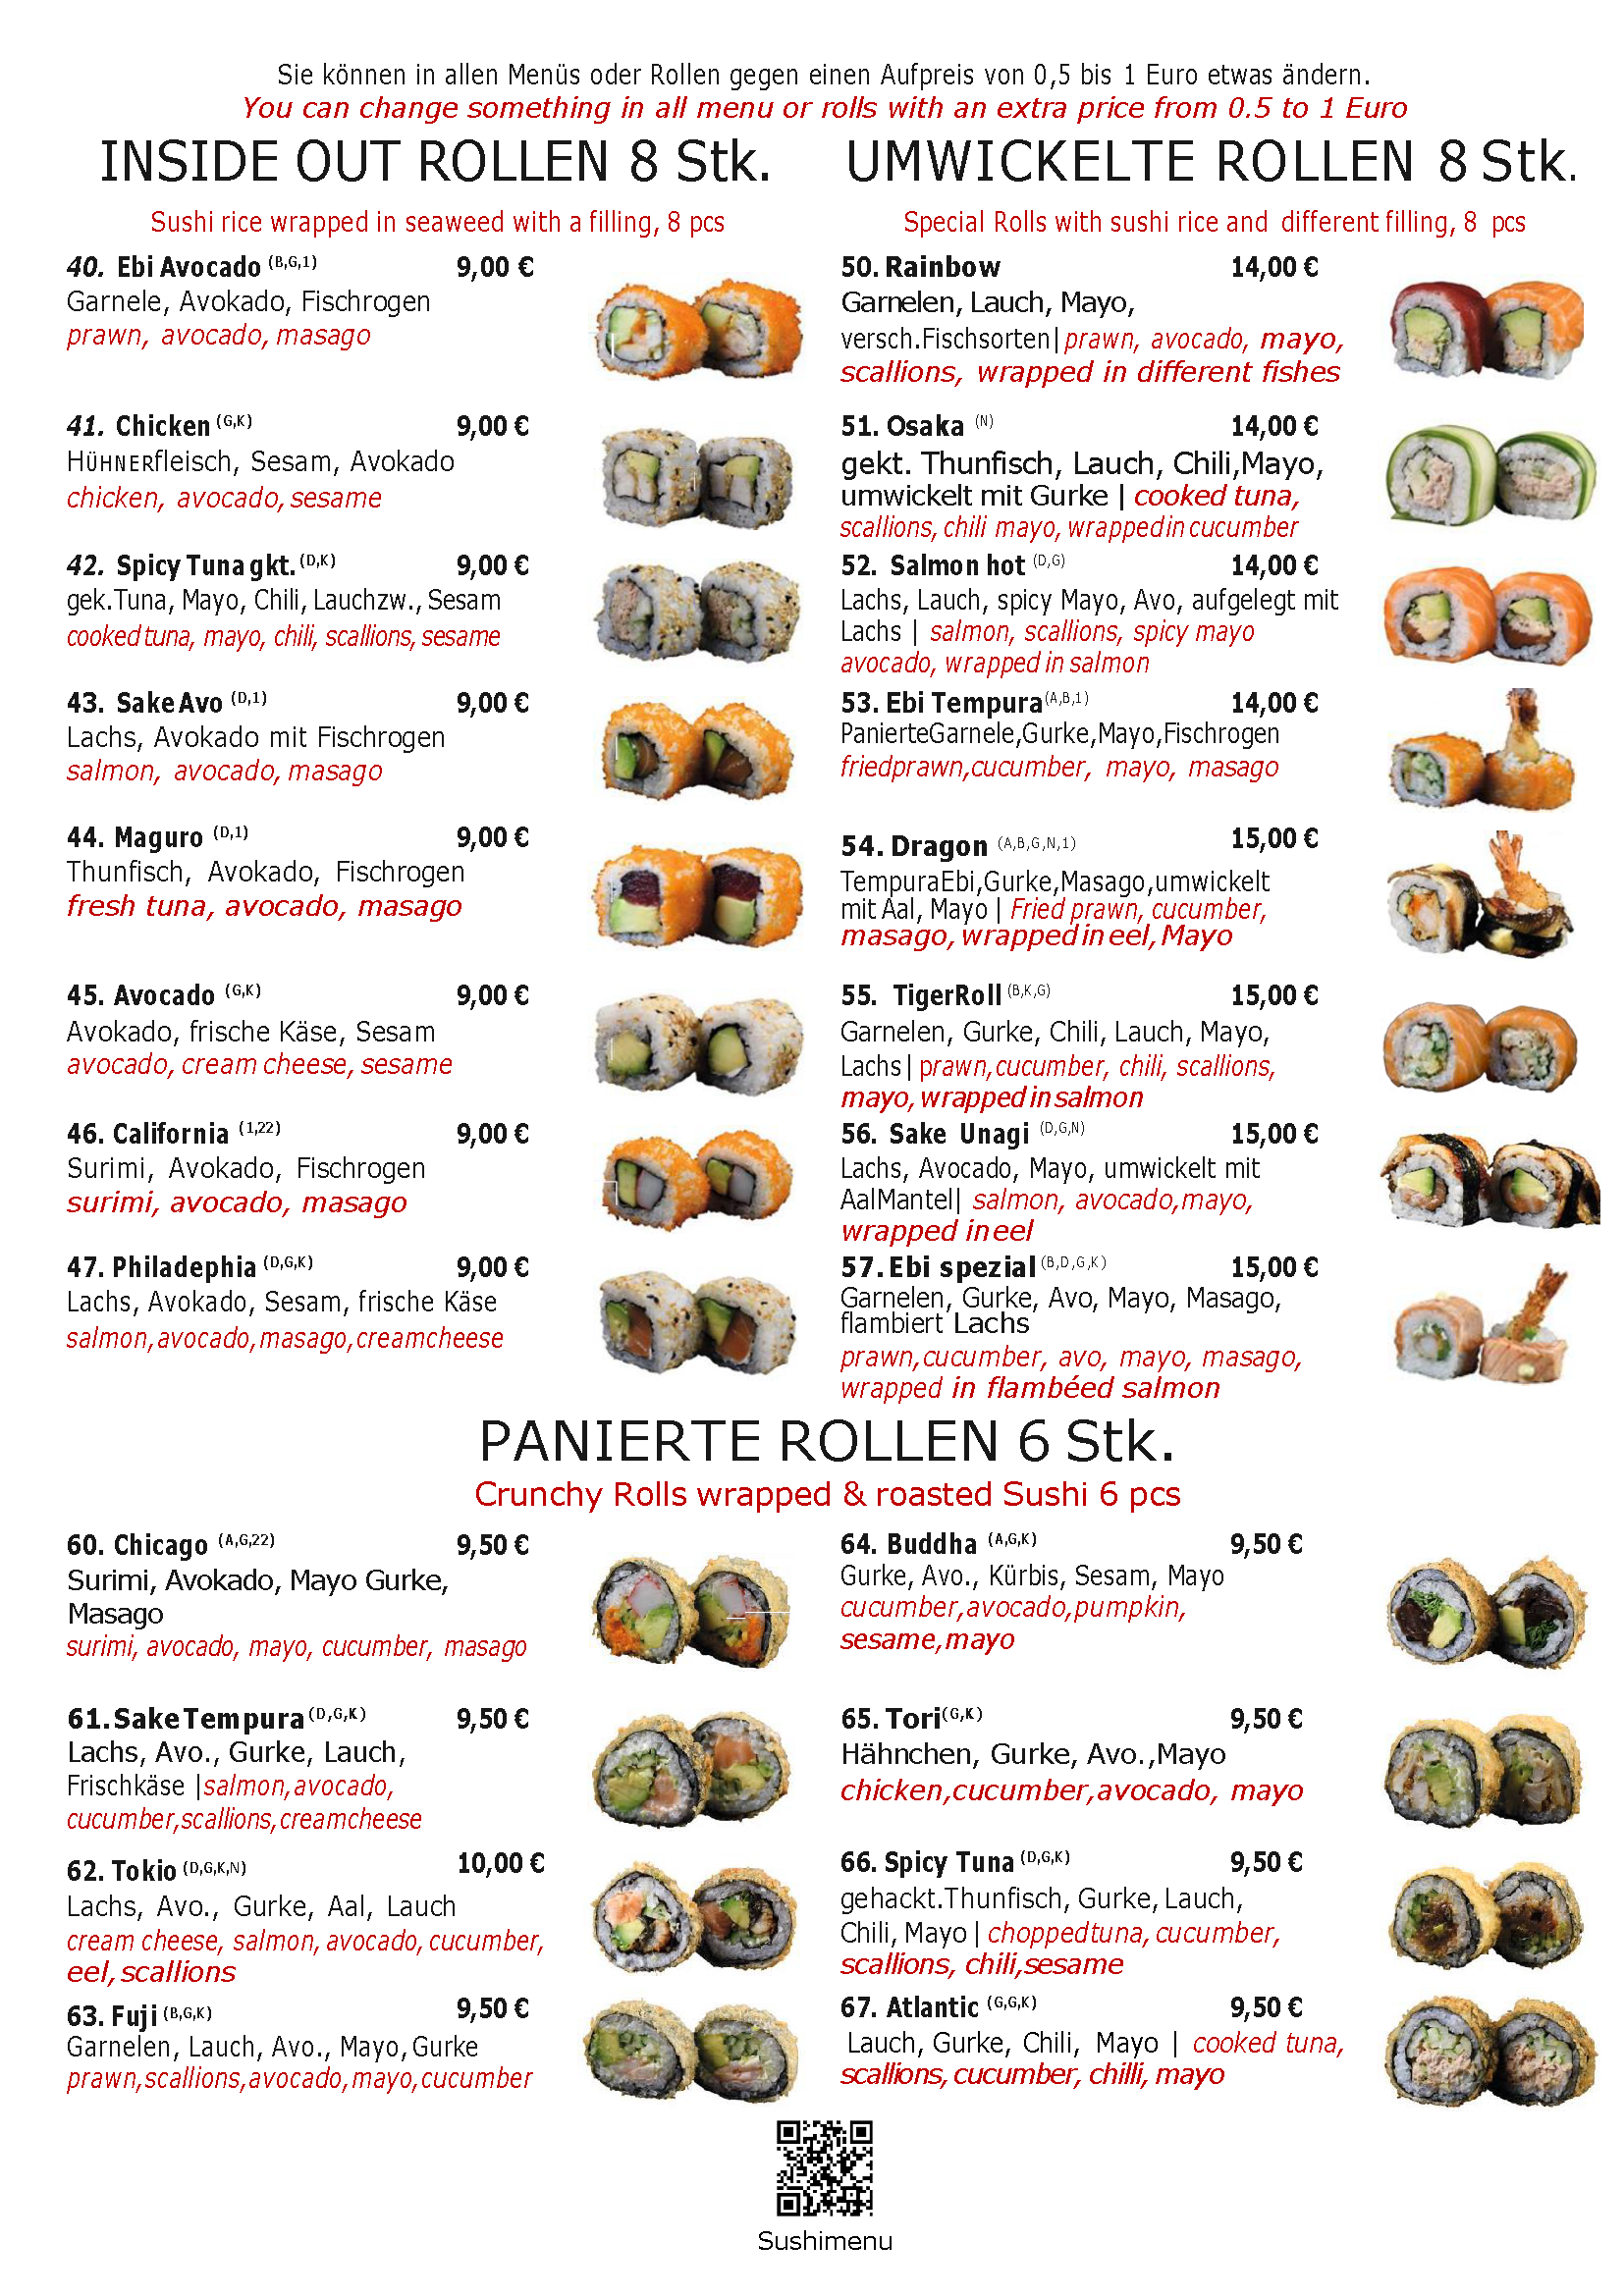 Sie können in allen Menüs oder Rollen gegen einen Aufpreis von 0,5 bis 1 Euro etwas ändern.
You can change something in all menu or rolls with an extra price from 0.5 to 1 Euro
INSIDE OUT ROLLEN 8 Stk.
Sushi rice wrapped in seaweed with a filling, 8 pcs
40. Ebi Avocado (B,G,1) 9,00 €
Garnele, Avokado, Fischrogen
prawn, avocado, masago
41. Chicken (G,K) 9,00 €
HÜHNERfleisch, Sesam, Avokado
chicken, avocado, sesame
42. Spicy Tuna gkt. (D,K) 9,00 €
gek.Tuna, Mayo, Chili, Lauchzw., Sesam
cooked tuna, mayo, chili, scallions, sesame
43. Sake Avo (D,1) 9,00 €
Lachs, Avokado mit Fischrogen
salmon, avocado, masago
44. Maguro (D,1) 9,00 €
Thunfisch, Avokado, Fischrogen
fresh tuna, avocado, masago
45. Avocado (G,K) 9,00 €
Avokado, frische Käse, Sesam
avocado, cream cheese, sesame
46. California (1,22) 9,00 €
Surimi, Avokado, Fischrogen
surimi, avocado, masago
47. Philadephia (D,G,K) 9,00 €
Lachs, Avokado, Sesam, frische Käse
salmon, avocado, masago, creamcheese
UMWICKELTE ROLLEN 8 Stk.
Special Rolls with sushi rice and different filling, 8 pcs
50. Rainbow 14,00 €
Garnelen, Lauch, Mayo,
versch.Fischsorten|prawn, avocado, mayo,
scallions, wrapped in different fishes
51. Osaka (N) 14,00 €
gekt. Thunfisch, Lauch, Chili,Mayo,
umwickelt mit Gurke | cooked tuna,
scallions, chili mayo, wrapped in cucumber
52. Salmon hot (D,G) 14,00 €
Lachs, Lauch, spicy Mayo, Avo, aufgelegt mit
Lachs | salmon, scallions, spicy mayo
avocado, wrapped in salmon
53. Ebi Tempura(A,B,1) 14,00 €
PanierteGarnele,Gurke,Mayo,Fischrogen
friedprawn,cucumber, mayo, masago
54. Dragon (A,B,G,N,1) 15,00 €
TempuraEbi,Gurke,Masago,umwickelt
mit Aal, Mayo | Fried prawn, cucumber,
masago, wrapped in eel, Mayo
55. TigerRoll (B,K,G) 15,00 €
Garnelen, Gurke, Chili, Lauch, Mayo,
Lachs| prawn,cucumber, chili, scallions,
mayo, wrapped in salmon
56. Sake Unagi (D,G,N) 15,00 €
Lachs, Avocado, Mayo, umwickelt mit
AalMantel| salmon, avocado,mayo,
wrapped in eel
57. Ebi spezial (B,D,G,K) 15,00 €
Garnelen, Gurke, Avo, Mayo, Masago,
flambiert Lachs
prawn,cucumber, avo, mayo, masago,
wrapped in flambéed salmon
PANIERTE ROLLEN 6 Stk.
Crunchy Rolls wrapped & roasted Sushi 6 pcs
60. Chicago (A,G,22) 9,50 €
Surimi, Avokado, Mayo Gurke,
Masago
surimi, avocado, mayo, cucumber, masago
61. Sake Tempura (D,G,K) 9,50 €
Lachs, Avo., Gurke, Lauch,
Frischkäse |salmon,avocado,
cucumber,scallions,creamcheese
62. Tokio (D,G,K,N) 10,00 €
Lachs, Avo., Gurke, Aal, Lauch
cream cheese, salmon, avocado, cucumber,
eel, scallions
63. Fuji (B,G,K) 9,50 €
Garnelen, Lauch, Avo., Mayo, Gurke
prawn,scallions,avocado,mayo,cucumber
64. Buddha (A,G,K) 9,50 €
Gurke, Avo., Kürbis, Sesam, Mayo
cucumber,avocado,pumpkin,
sesame,mayo
65. Tori(G,K) 9,50 €
Hähnchen, Gurke, Avo.,Mayo
chicken,cucumber,avocado, mayo
66. Spicy Tuna (D,G,K) 9,50 €
gehackt.Thunfisch, Gurke, Lauch,
Chili, Mayo | choppedtuna, cucumber,
scallions, chili,sesame
67. Atlantic (G,G,K) 9,50 €
Lauch, Gurke, Chili, Mayo | cooked tuna,
scallions, cucumber, chilli, mayo
Sushimenu